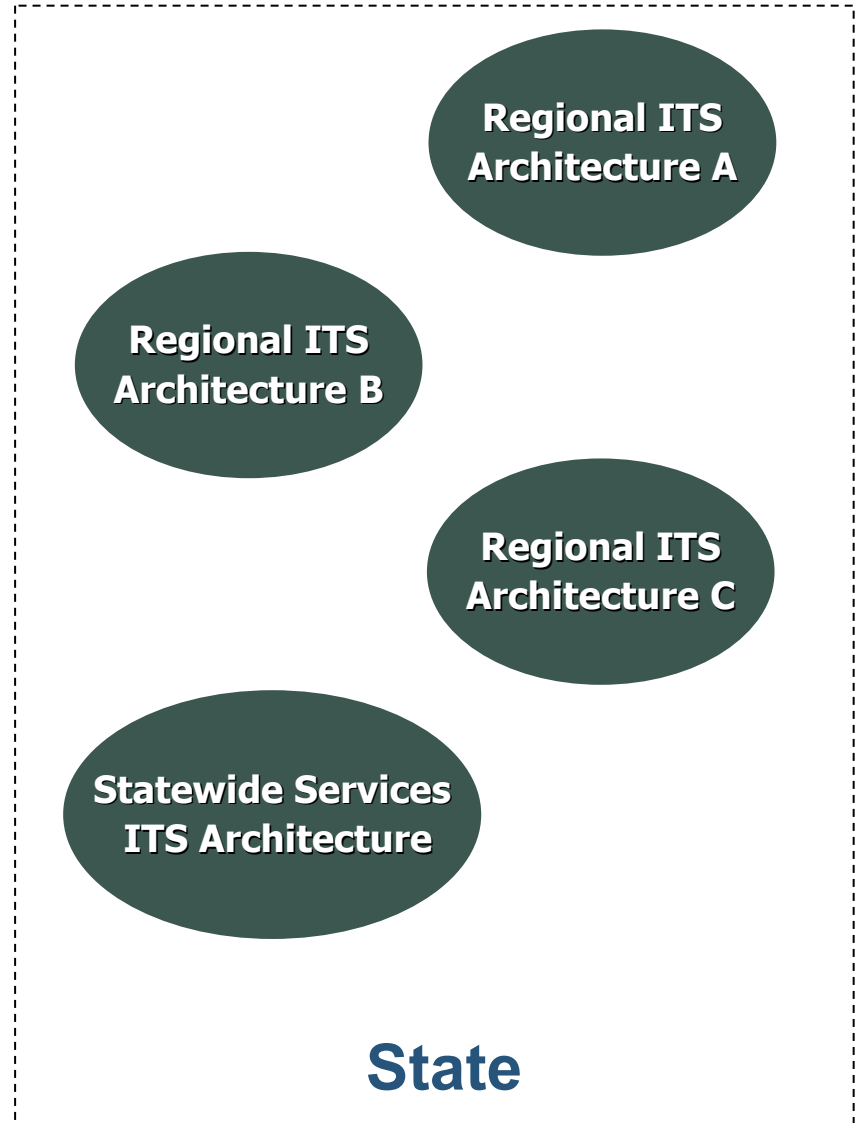 Regional ITS
Architecture A
Regional ITS
Architecture B
Regional ITS
Architecture C
Statewide Services
ITS Architecture
State